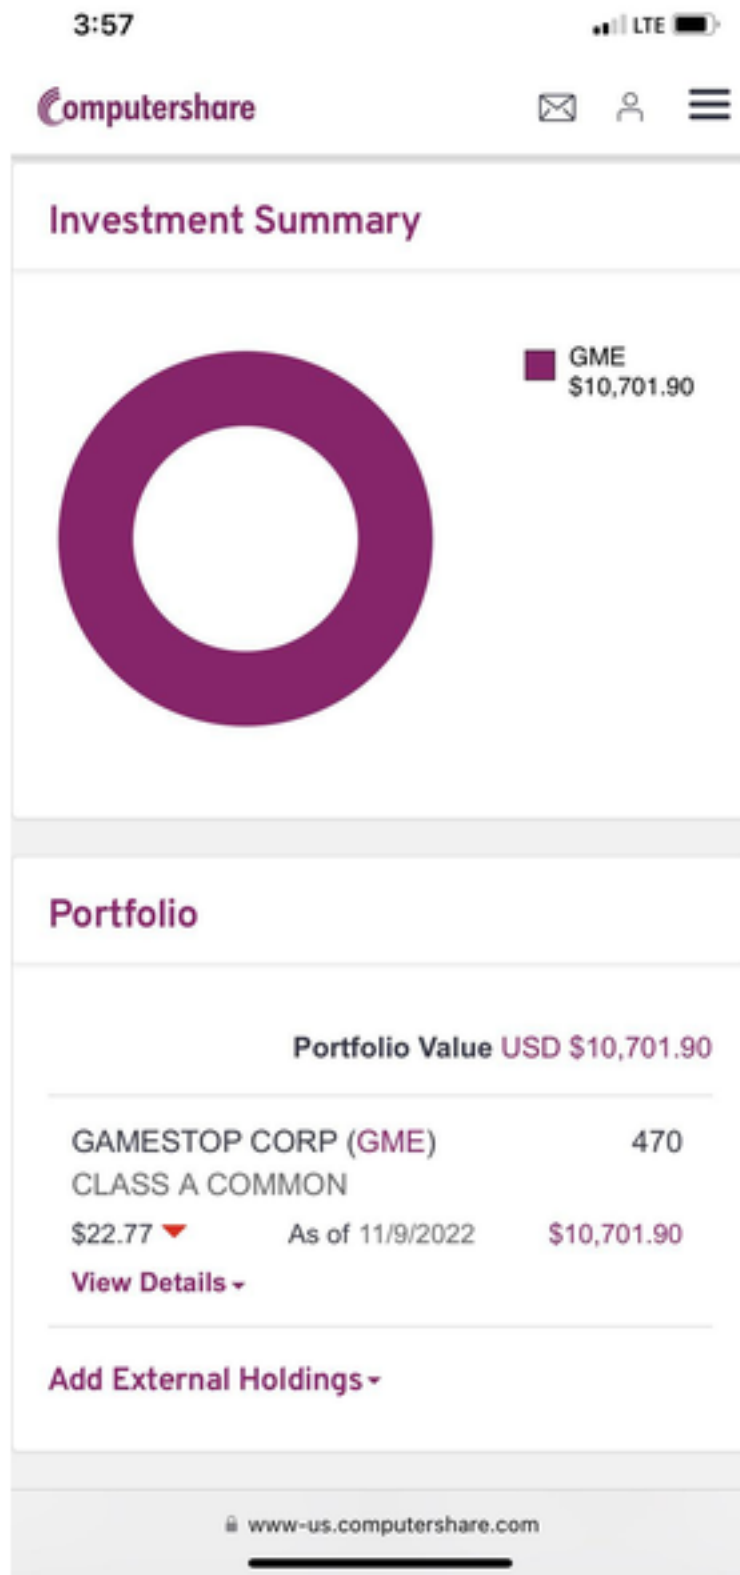 3:57
LTE
Computershare
Investment Summary
GME
$10,701.90
Portfolio
Portfolio Value USD $10,701.90
GAMESTOP CORP (GME) 470
CLASS A COMMON
$22.77 As of 11/9/2022 $10,701.90
View Details
Add External Holdings
www-us.computershare.com